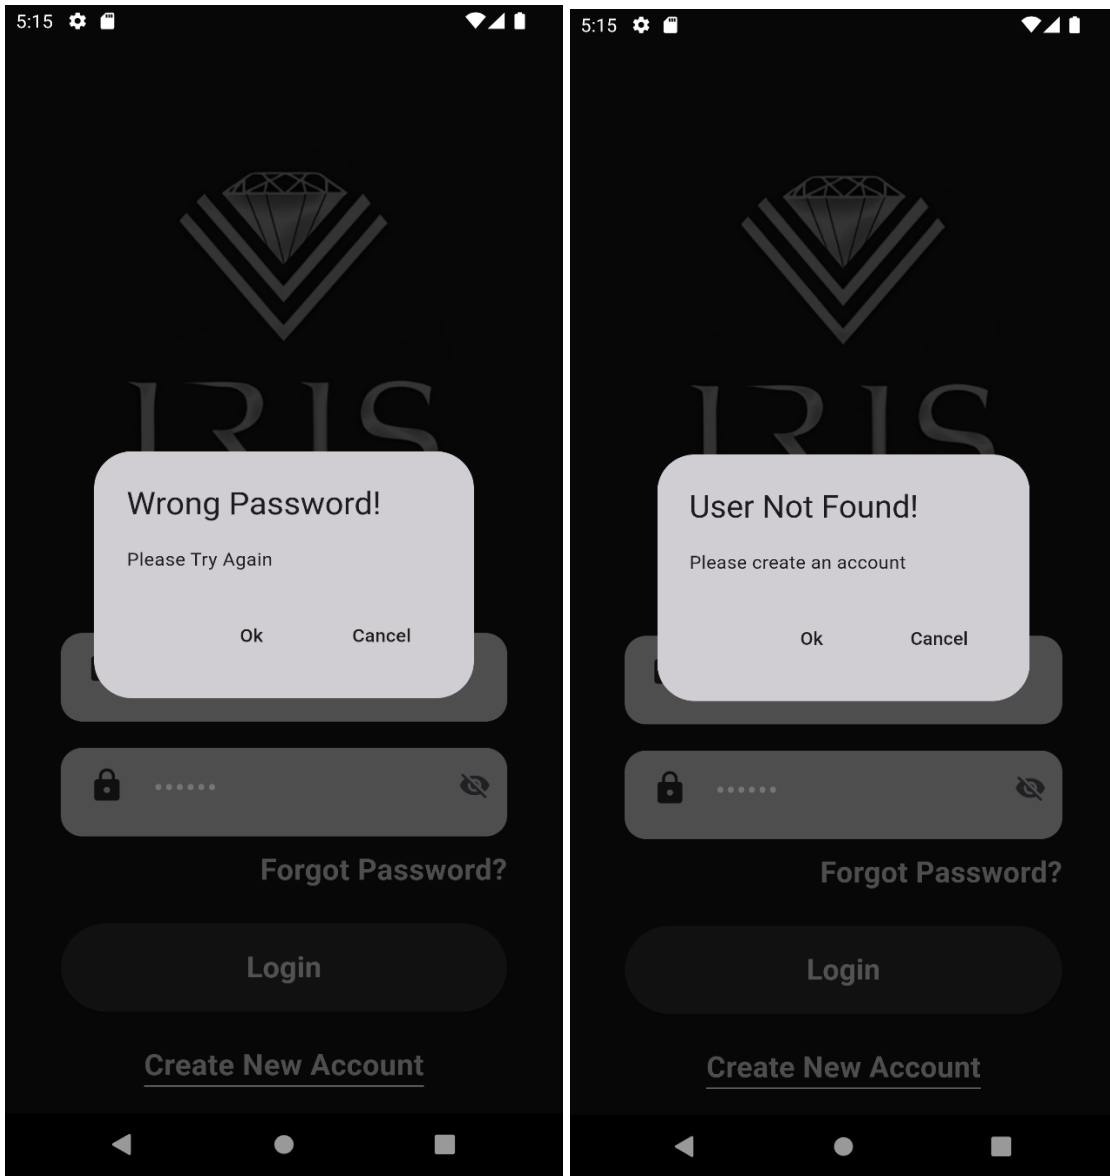 5:15
IRIS
Wrong Password!
Please Try Again
Ok Cancel
••••••
Forgot Password?
Login
Create New Account
5:15
IRIS
User Not Found!
Please create an account
Ok Cancel
••••••
Forgot Password?
Login
Create New Account